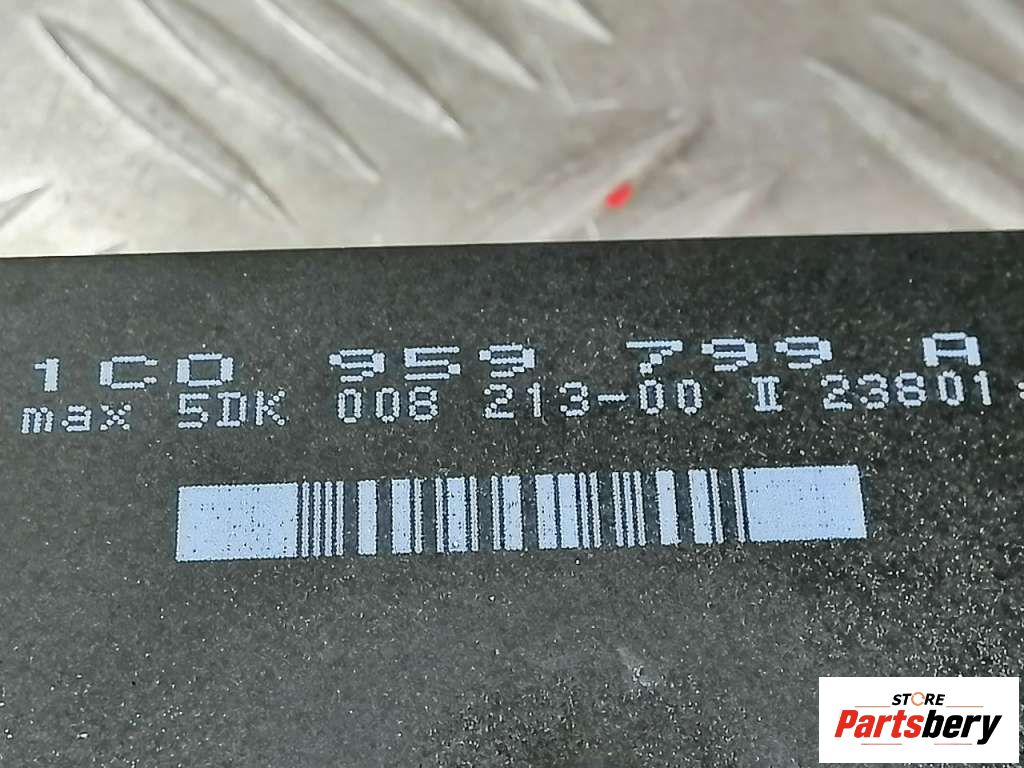 1C0 959 799 A
max 5DK 008 213-00 II 23801
STORE
Partsbery